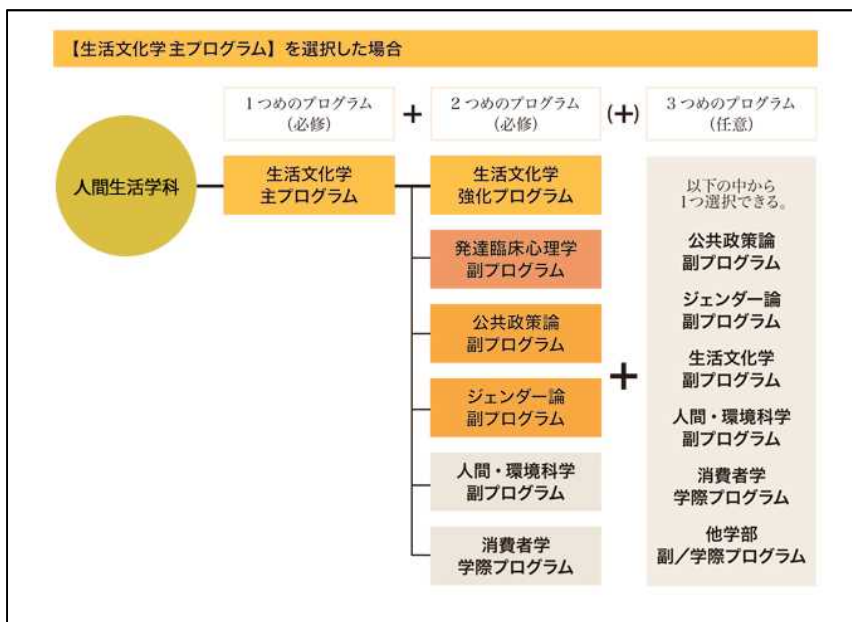 【生活文化学主プログラム】を選択した場合
1つめのプログラム
(必修)
+
2つめのプログラム
(必修)
(+)
3つめのプログラム
(任意)
人間生活学科
生活文化学
主プログラム
生活文化学
強化プログラム
発達臨床心理学
副プログラム
公共政策論
副プログラム
ジェンダー論
副プログラム
人間・環境科学
副プログラム
消費者学
学際プログラム
+
以下の中から
1つ選択できる。
公共政策論
副プログラム
ジェンダー論
副プログラム
生活文化学
副プログラム
人間・環境科学
副プログラム
消費者学
学際プログラム
他学部
副／学際プログラム